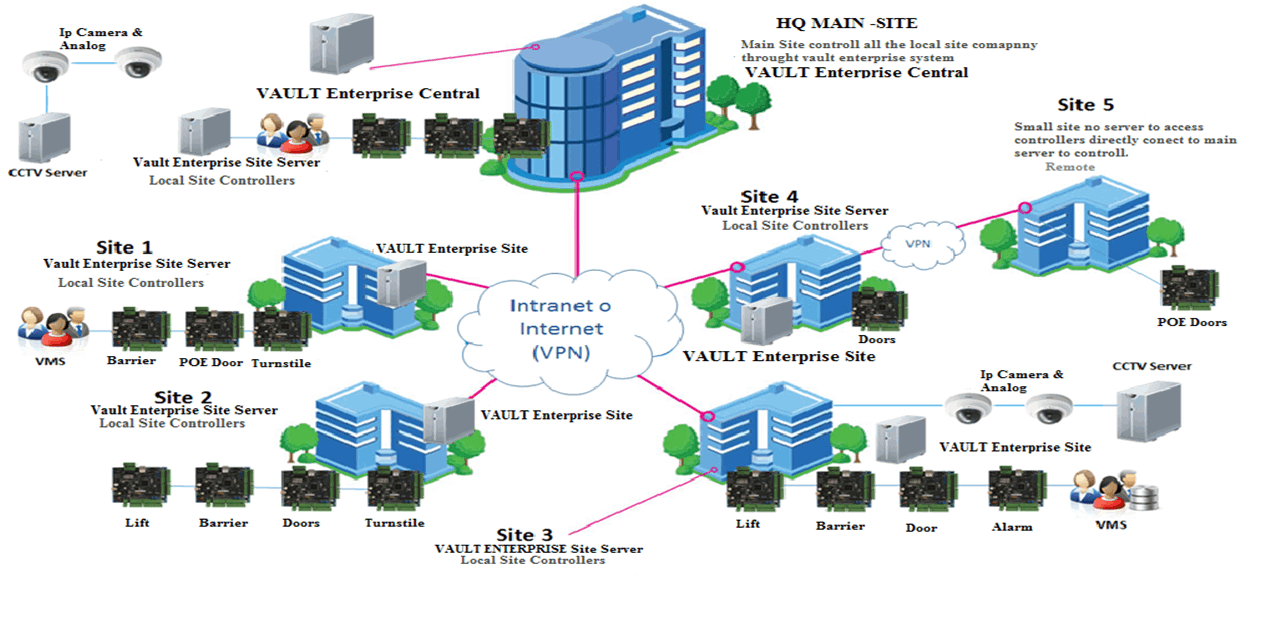 Ip Camera &
Analog
CCTV Server
VAULT Enterprise Central
Vault Enterprise Site Server
Local Site Controllers
HQ MAIN -SITE
Main Site controll all the local site comapnny
throught vault enterprise system
VAULT Enterprise Central
Site 5
Small site no server to access
controllers directly conect to main
server to controll.
Remote
POE Doors
Site 4
Vault Enterprise Site Server
Local Site Controllers
VPN
Doors
VAULT Enterprise Site
Site 1
Vault Enterprise Site Server
Local Site Controllers
VAULT Enterprise Site
VMS
Barrier
POE Door
Turnstile
Intranet o
Internet
(VPN)
Site 2
Vault Enterprise Site Server
Local Site Controllers
VAULT Enterprise Site
Lift
Barrier
Doors
Turnstile
Ip Camera &
Analog
CCTV Server
VAULT Enterprise Site
Lift
Barrier
Door
Alarm
VMS
Site 3
VAULT ENTERPRISE Site Server
Local Site Controllers